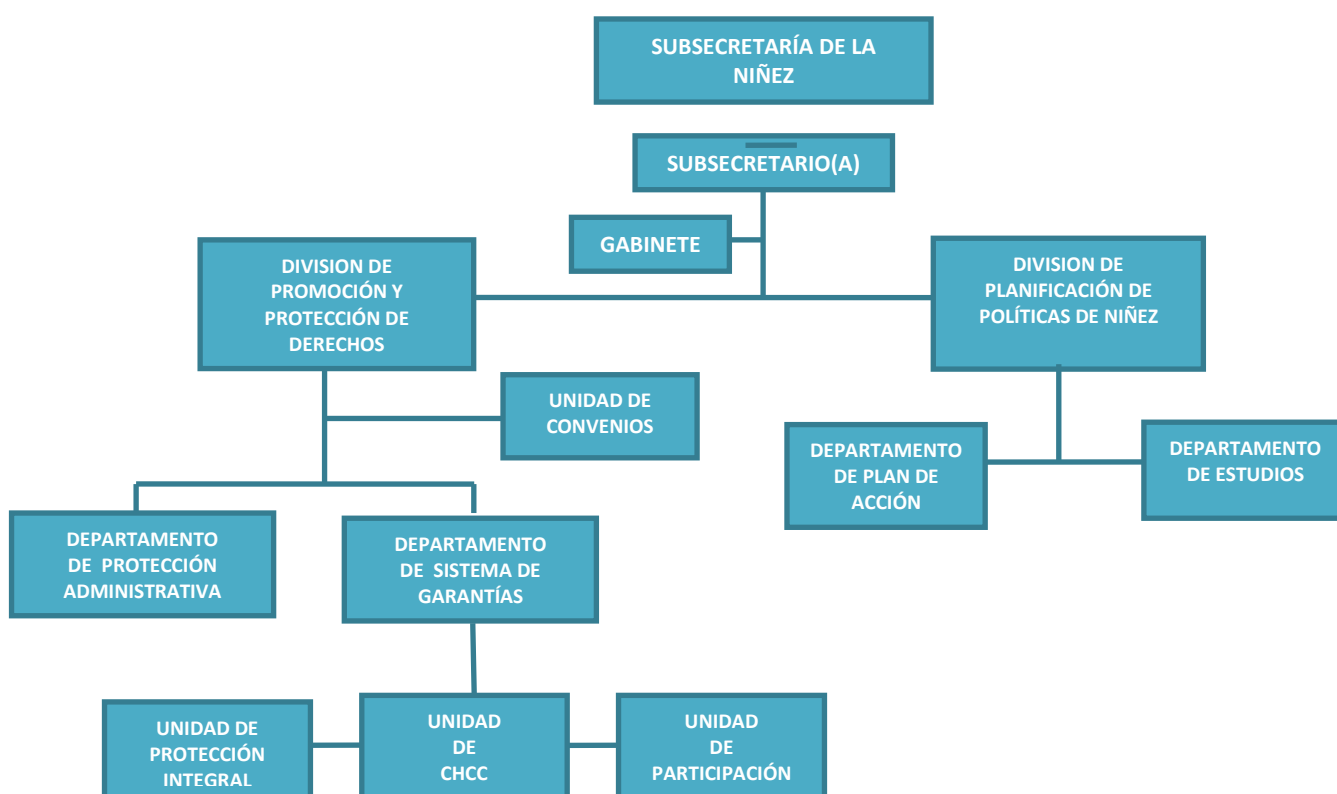 SUBSECRETARÍA DE LA
NIÑEZ
SUBSECRETARIO(A)
GABINETE
DIVISION DE
PROMOCIÓN Y
PROTECCIÓN DE
DERECHOS
DIVISION DE
PLANIFICACIÓN DE
POLÍTICAS DE NIÑEZ
UNIDAD DE
CONVENIOS
DEPARTAMENTO
DE PLAN DE
ACCIÓN
DEPARTAMENTO
DE ESTUDIOS
DEPARTAMENTO
DE PROTECCIÓN
ADMINISTRATIVA
DEPARTAMENTO
DE SISTEMA DE
GARANTÍAS
UNIDAD DE
PROTECCIÓN
INTEGRAL
UNIDAD
DE
CHCC
UNIDAD
DE
PARTICIPACIÓN